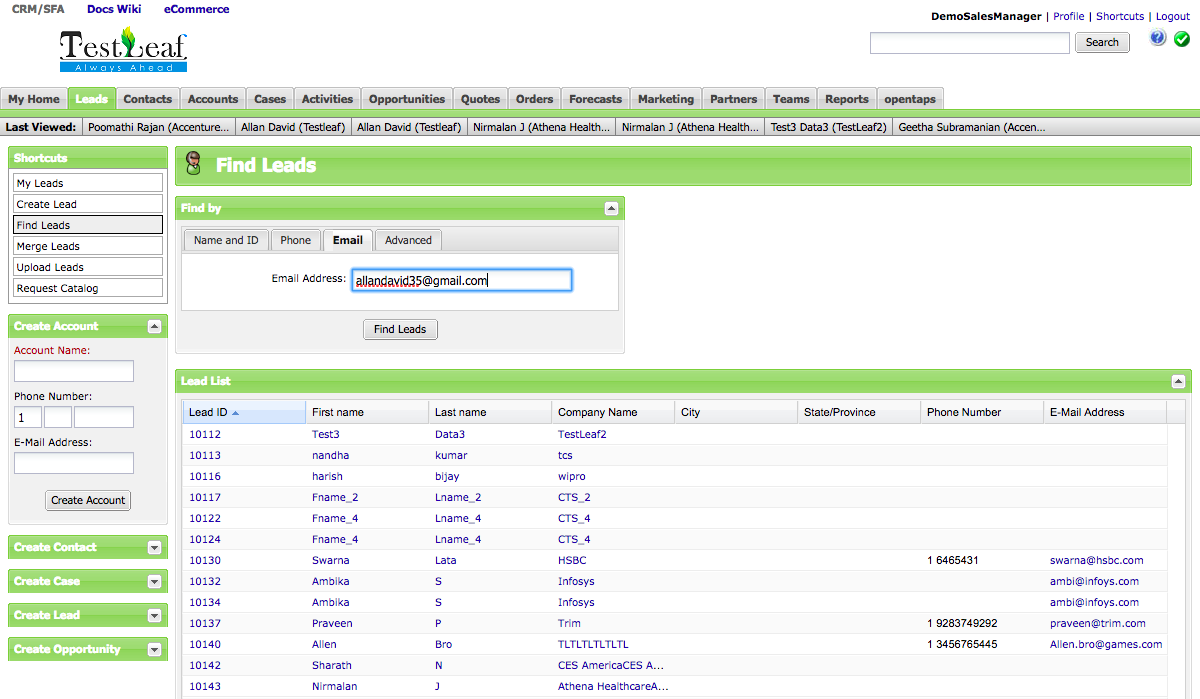 CRM/SFA Docs Wiki eCommerce
DemoSalesManager | Profile | Shortcuts | Logout
TestLeaf
Always Ahead
Search
?
My Home Leads Contacts Accounts Cases Activities Opportunities Quotes Orders Forecasts Marketing Partners Teams Reports opentaps
Last Viewed: Poomathi Rajan (Accenture... Allan David (Testleaf) Allan David (Testleaf) Nirmalan J (Athena Health... Nirmalan J (Athena Health... Test3 Data3 (TestLeaf2) Geetha Subramanian (Accen...
Shortcuts
My Leads
Create Lead
Find Leads
Merge Leads
Upload Leads
Request Catalog
Create Account
Account Name:
Phone Number:
1
E-Mail Address:
Create Account
Create Contact
Create Case
Create Lead
Create Opportunity
Find Leads
Find by
Name and ID Phone Email Advanced
Email Address: allandavid35@gmail.com
Find Leads
Lead List
Lead ID First name Last name Company Name City State/Province Phone Number E-Mail Address
10112 Test3 Data3 TestLeaf2
10113 nandha kumar tcs
10116 harish bijay wipro
10117 Fname_2 Lname_2 CTS_2
10122 Fname_4 Lname_4 CTS_4
10124 Fname_4 Lname_4 CTS_4
10130 Swarna Lata HSBC 1 6465431 swarna@hsbc.com
10132 Ambika S Infosys ambi@infoys.com
10134 Ambika S Infosys ambi@infoys.com
10137 Praveen P Trim 1 9283749292 praveen@trim.com
10140 Allen Bro TLTLTLTLTLTL 1 3456765445 Allen.bro@games.com
10142 Sharath N CES AmericaCES A...
10143 Nirmalan J Athena HealthcareA...